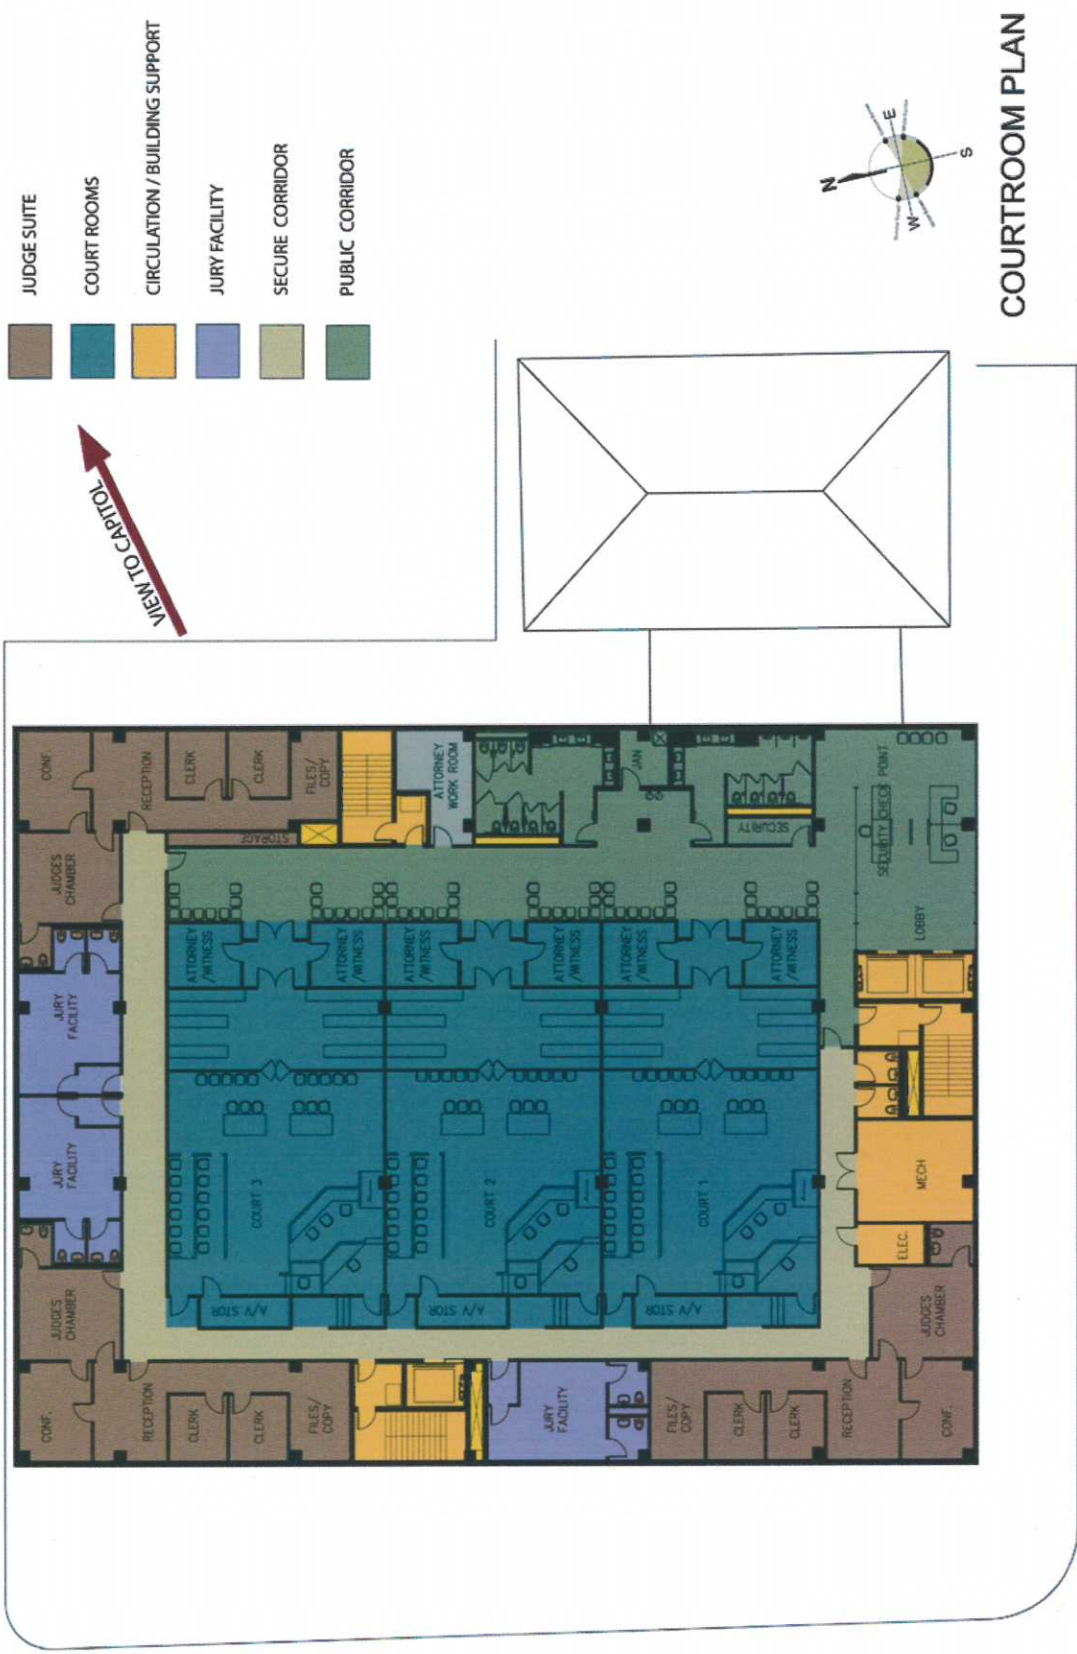 JUDGE SUITE
COURT ROOMS
CIRCULATION / BUILDING SUPPORT
JURY FACILITY
SECURE CORRIDOR
PUBLIC CORRIDOR
VIEW TO CAPITOL
N
E
S
W
COURTROOM PLAN
CONF.
RECEPTION
CLERK
CLERK
FILES/
COPY
STORAGE
ATTORNEY
WORK ROOM
JAN
SECURITY
SECURITY CHECK POINT
LOBBY
JUDGES
CHAMBER
JURY
FACILITY
JURY
FACILITY
JUDGES
CHAMBER
ATTORNEY
/WITNESS
ATTORNEY
/WITNESS
ATTORNEY
/WITNESS
ATTORNEY
/WITNESS
ATTORNEY
/WITNESS
ATTORNEY
/WITNESS
COURT 3
COURT 2
COURT 1
A/V STOR
A/V STOR
A/V STOR
MECH
ELEC.
JUDGES
CHAMBER
CONF.
RECEPTION
CLERK
CLERK
FILES/
COPY
JURY
FACILITY
FILES/
COPY
CLERK
CLERK
RECEPTION
CONF.